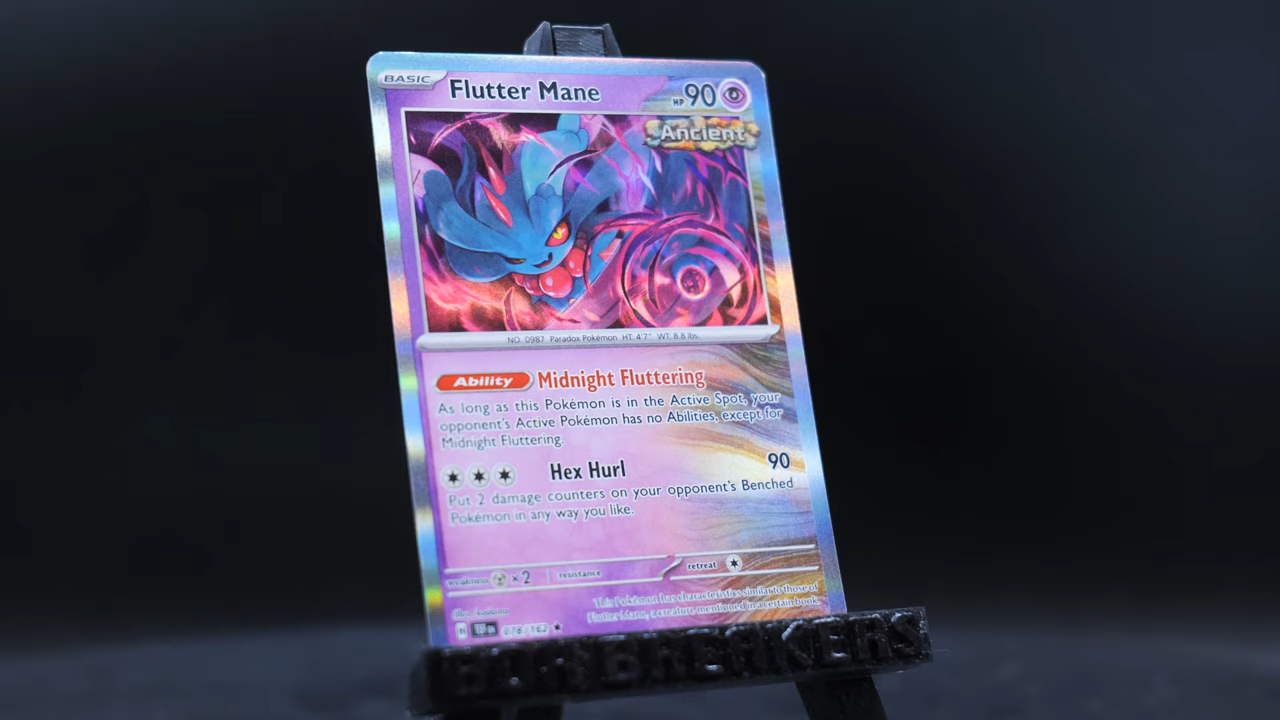 BASIC Flutter Mane HP 90
Ancient
NO. 0987 Paradox Pokémon HT: 4'7" WT: 8.8 lbs.
Ability Midnight Fluttering
As long as this Pokémon is in the Active Spot, your
opponent's Active Pokémon has no Abilities, except for
Midnight Fluttering.
Hex Hurl 90
Put 2 damage counters on your opponent's Benched
Pokémon in any way you like.
weakness ×2 resistance retreat
This Pokémon has characteristics similar to those of
Flutter Mane, a creature mentioned in a certain book.
078/162
BREAKERS